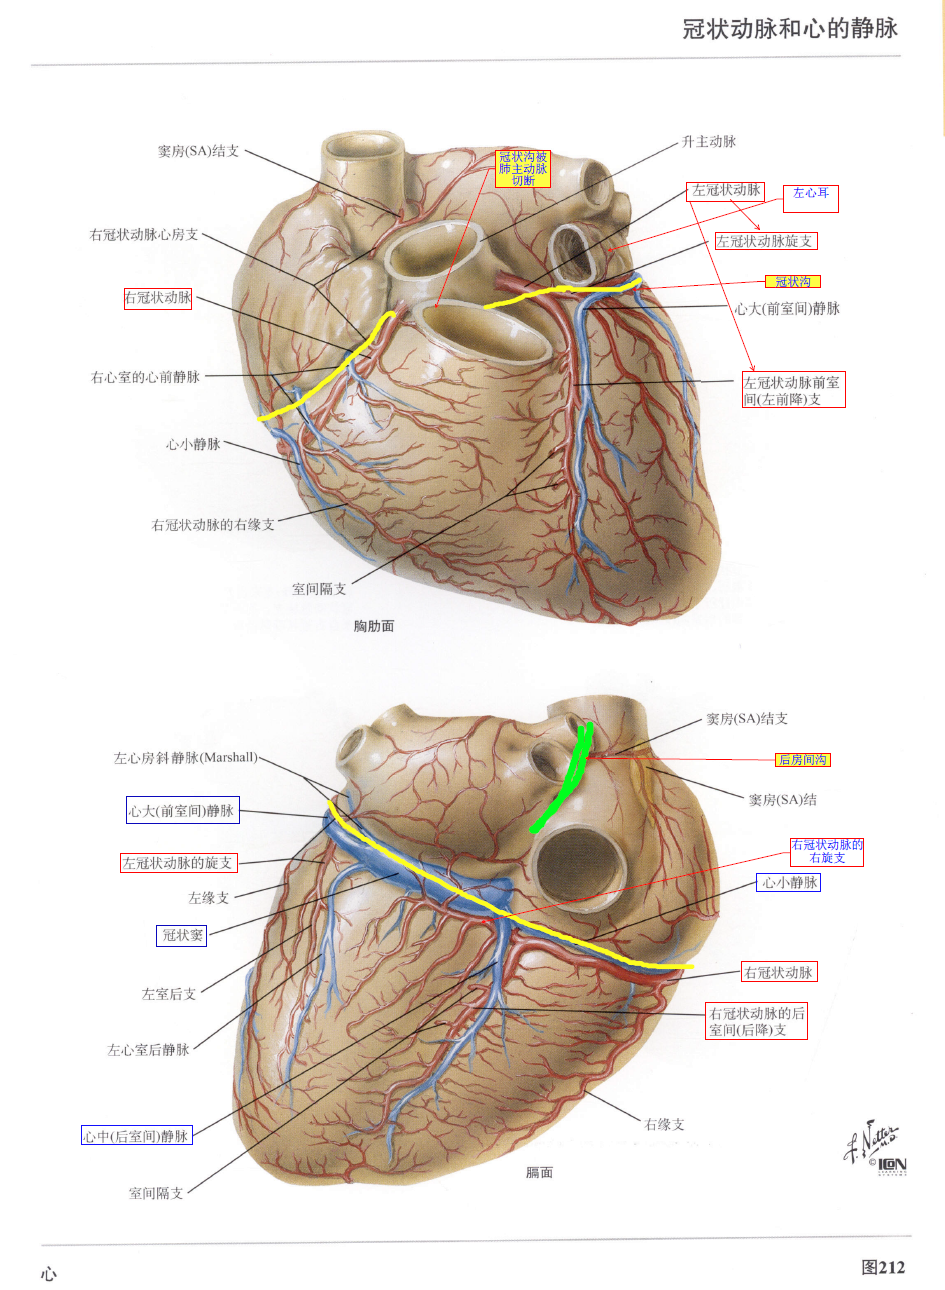 冠状动脉和心的静脉
窦房(SA)结支
冠状沟被
肺主动脉
切断
升主动脉
左冠状动脉
左心耳
右冠状动脉心房支
左冠状动脉旋支
右冠状动脉
冠状沟
心大(前室间)静脉
右心室的心前静脉
左冠状动脉前室
间(左前降)支
心小静脉
右冠状动脉的右缘支
室间隔支
胸肋面
窦房(SA)结支
左心房斜静脉(Marshall)
后房间沟
窦房(SA)结
心大(前室间)静脉
右冠状动脉的
右旋支
左冠状动脉的旋支
心小静脉
左缘支
冠状窦
右冠状动脉
左室后支
右冠状动脉的后
室间(后降)支
左心室后静脉
右缘支
心中(后室间)静脉
膈面
室间隔支
F. Netter
M.D.
© ICON
LEARNING
SYSTEMS
心
图212